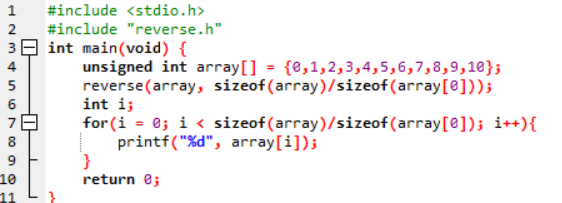 1 #include <stdio.h>
2 #include "reverse.h"
3 int main(void) {
4     unsigned int array[] = {0,1,2,3,4,5,6,7,8,9,10};
5     reverse(array, sizeof(array)/sizeof(array[0]));
6     int i;
7     for(i = 0; i < sizeof(array)/sizeof(array[0]); i++){
8         printf("%d", array[i]);
9     }
10     return 0;
11 }